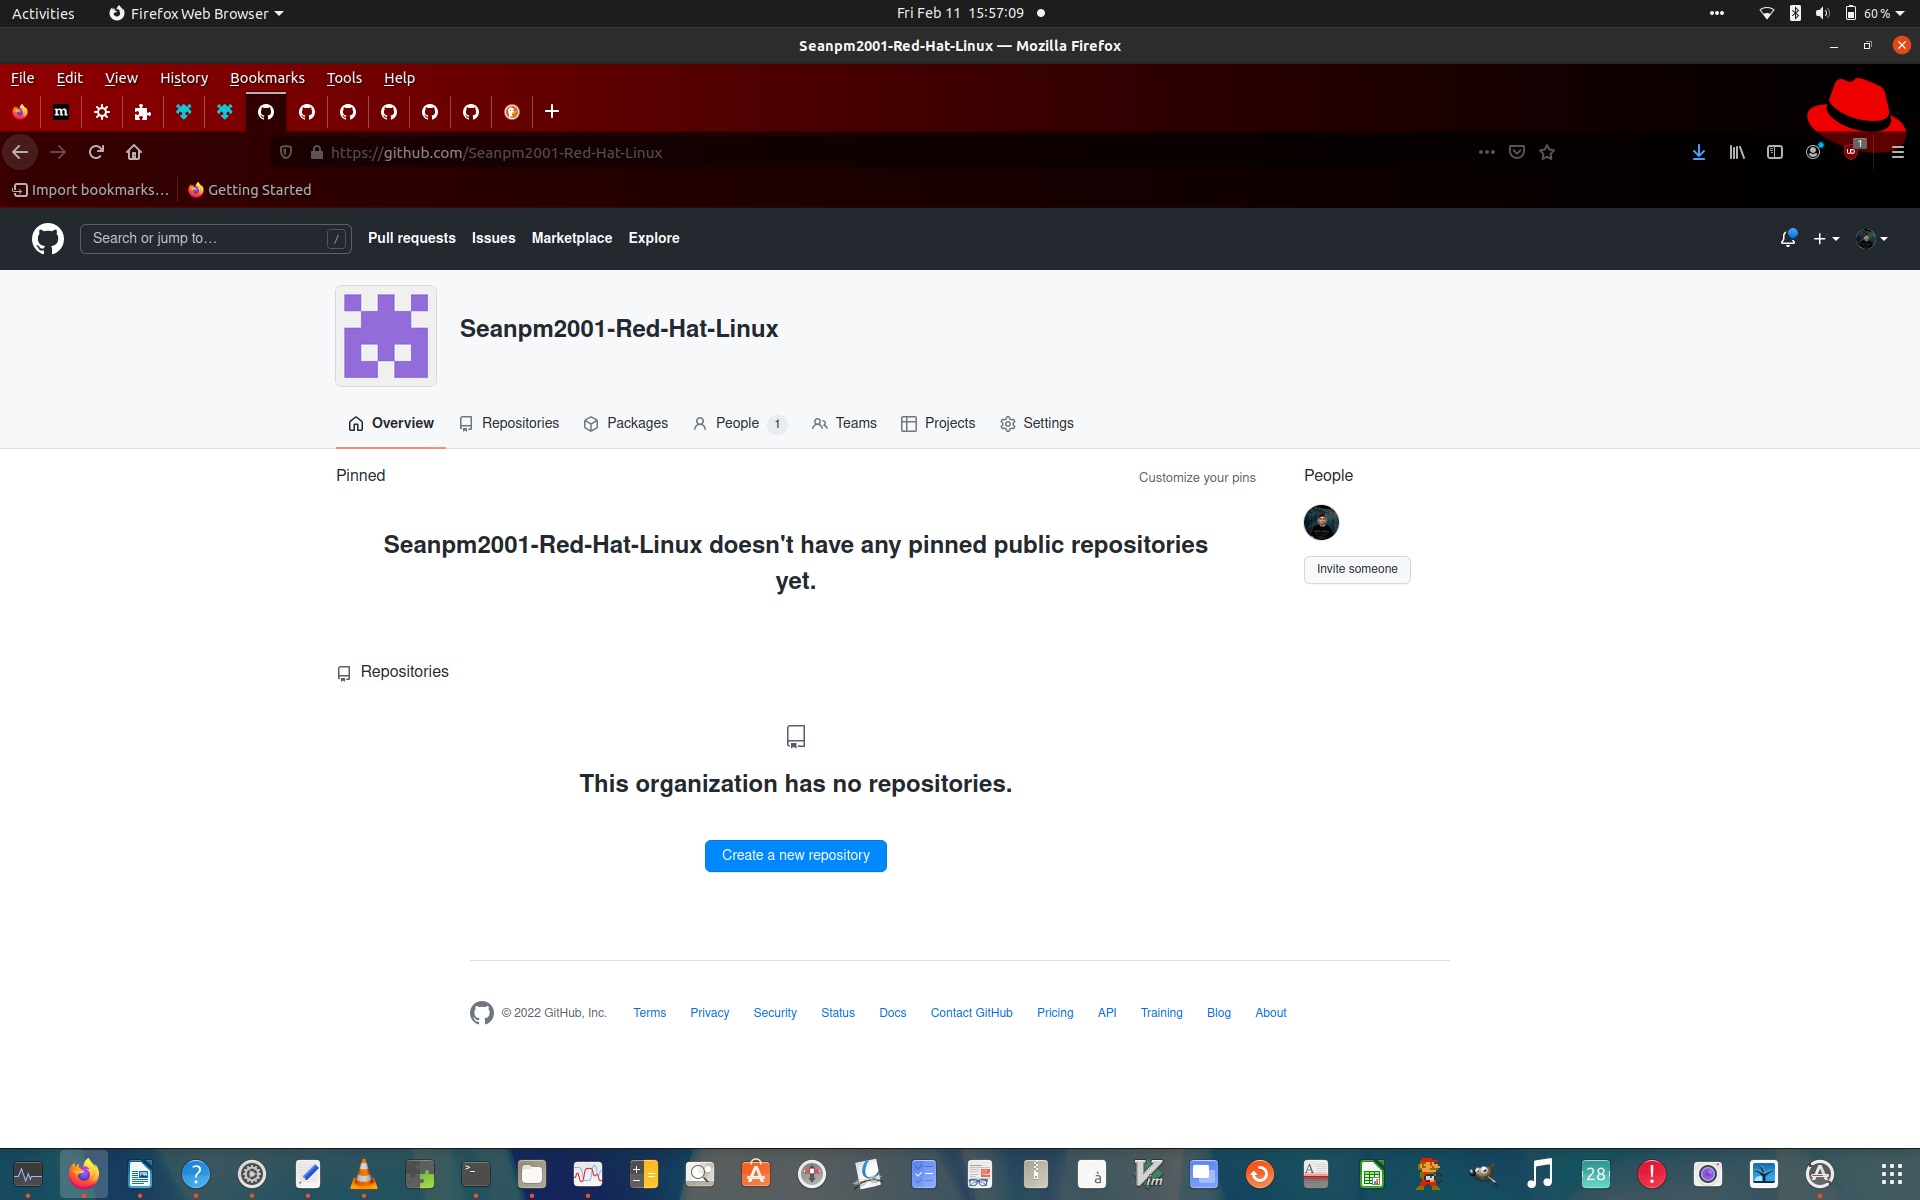 Activities Firefox Web Browser Fri Feb 11 15:57:09 60 %
Seanpm2001-Red-Hat-Linux — Mozilla Firefox
File Edit View History Bookmarks Tools Help
m
https://github.com/Seanpm2001-Red-Hat-Linux 1
Import bookmarks… Getting Started
Search or jump to… / Pull requests Issues Marketplace Explore
Seanpm2001-Red-Hat-Linux
Overview Repositories Packages People 1 Teams Projects Settings
Pinned Customize your pins People
Seanpm2001-Red-Hat-Linux doesn't have any pinned public repositories
yet.
Invite someone
Repositories
This organization has no repositories.
Create a new repository
© 2022 GitHub, Inc. Terms Privacy Security Status Docs Contact GitHub Pricing API Training Blog About
28